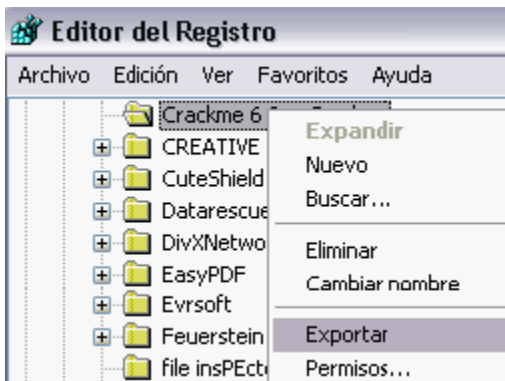 Editor del Registro
Archivo Edición Ver Favoritos Ayuda
Crackme 6
CREATIVE
CuteShield
Datarescue
DivXNetwo
EasyPDF
Evrsoft
Feuerstein
file insPEct
Expandir
Nuevo
Buscar...
Eliminar
Cambiar nombre
Exportar
Permisos...